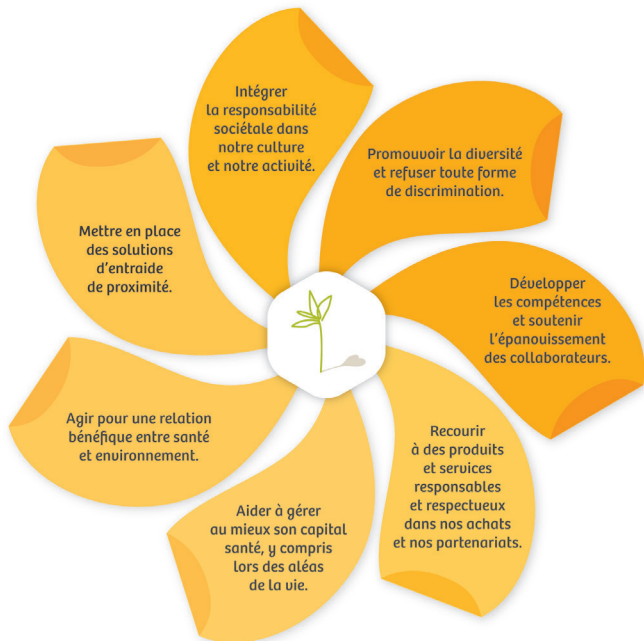 Intégrer
la responsabilité
sociétale dans
notre culture
et notre activité.
Promouvoir la diversité
et refuser toute forme
de discrimination.
Développer
les compétences
et soutenir
l'épanouissement
des collaborateurs.
Recourir
à des produits
et services
responsables
et respectueux
dans nos achats
et nos partenariats.
Aider à gérer
au mieux son capital
santé, y compris
lors des aléas
de la vie.
Agir pour une relation
bénéfique entre santé
et environnement.
Mettre en place
des solutions
d'entraide
de proximité.